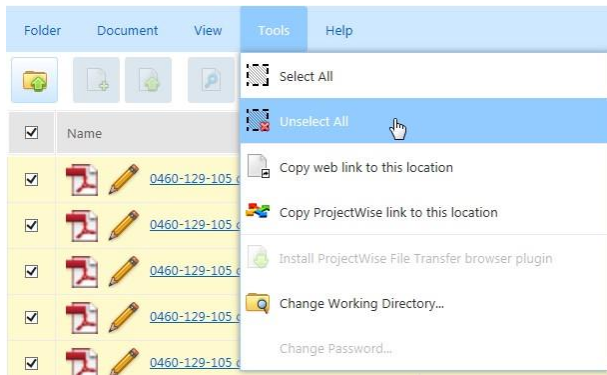 Folder Document View Tools Help
Select All
Unselect All
Name
Copy web link to this location
0460-129-105
Copy ProjectWise link to this location
0460-129-105
Install ProjectWise File Transfer browser plugin
0460-129-105
Change Working Directory...
0460-129-105
Change Password...
0460-129-105